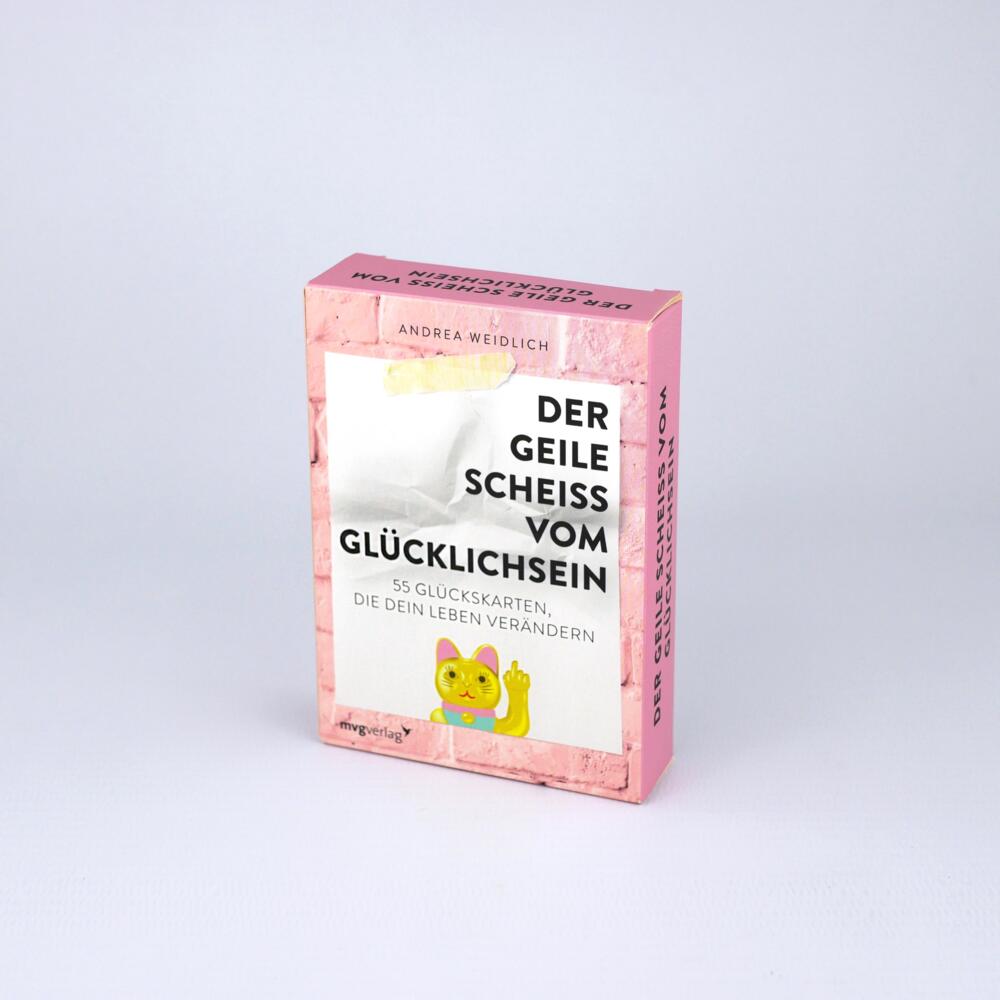 DER GEILE SCHEISS VOM
GLÜCKLICHSEIN
ANDREA WEIDLICH
DER
GEILE
SCHEISS
VOM
GLÜCKLICHSEIN
55 GLÜCKSKARTEN,
DIE DEIN LEBEN VERÄNDERN
mvgverlag
DER GEILE SCHEISS VOM
GLÜCKLICHSEIN